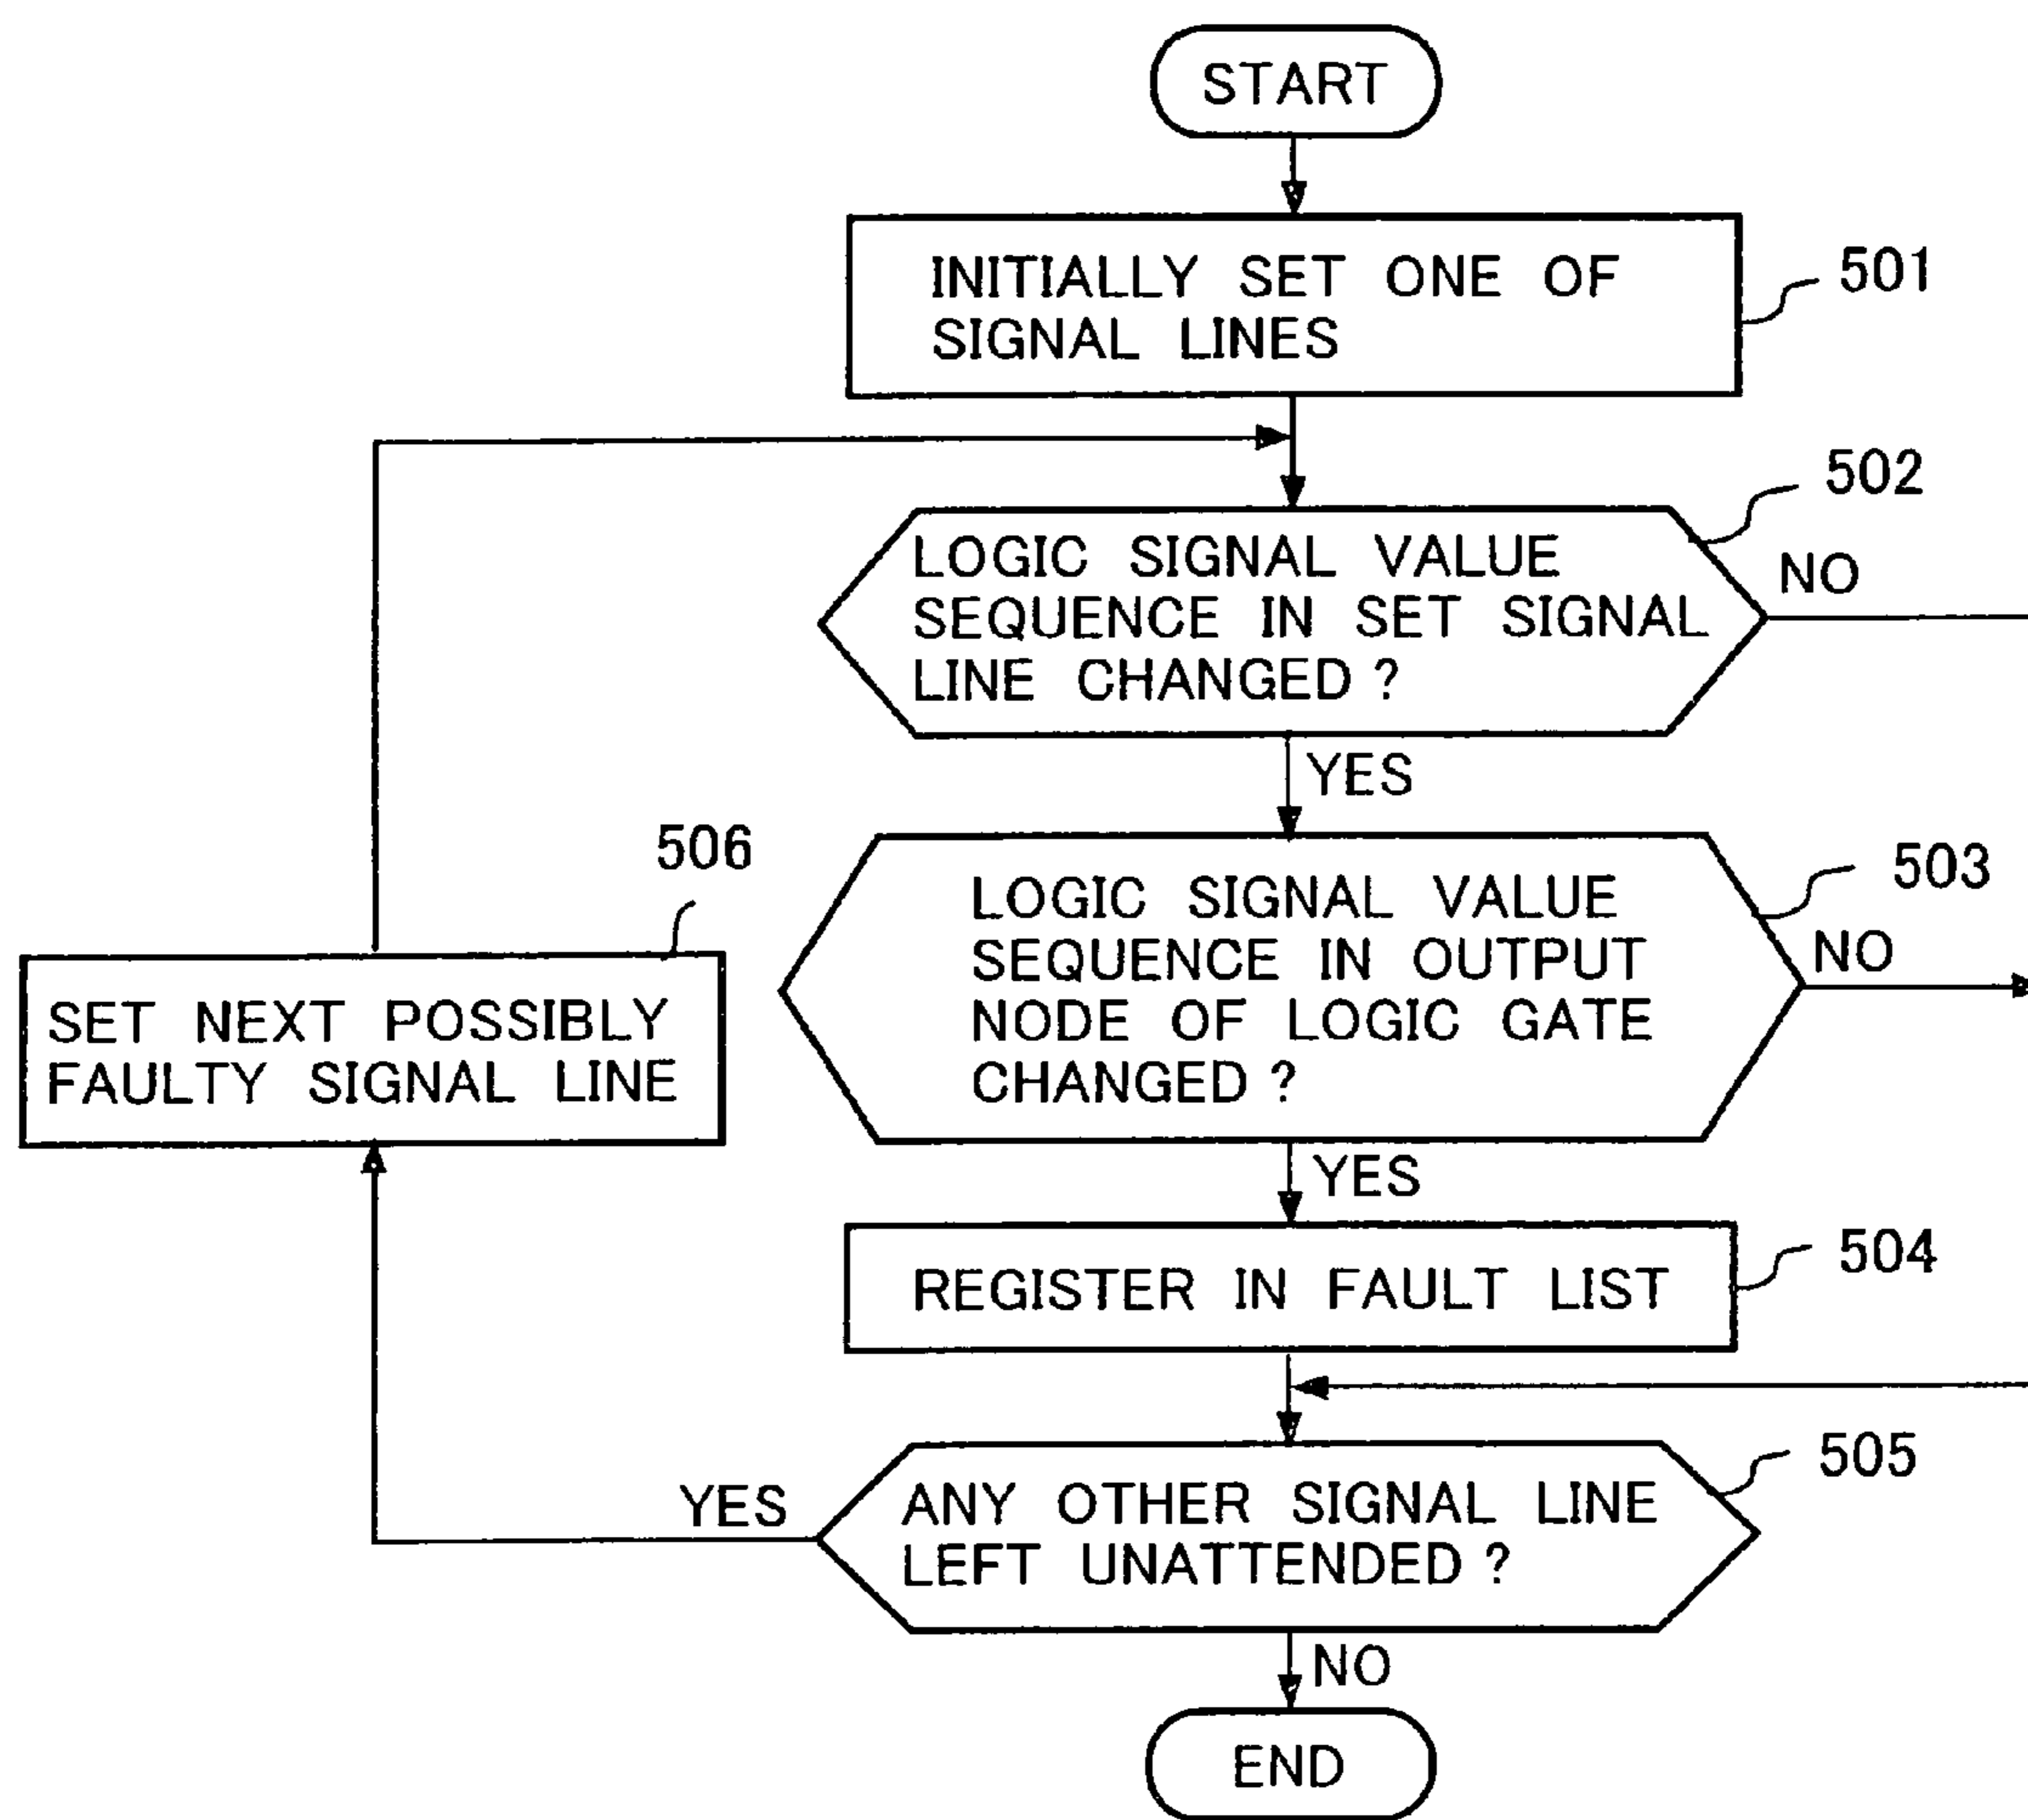 START
INITIALLY SET ONE OF
SIGNAL LINES
501
502
LOGIC SIGNAL VALUE
SEQUENCE IN SET SIGNAL
LINE CHANGED ?
NO
YES
506
503
LOGIC SIGNAL VALUE
SEQUENCE IN OUTPUT
NODE OF LOGIC GATE
CHANGED ?
NO
SET NEXT POSSIBLY
FAULTY SIGNAL LINE
YES
504
REGISTER IN FAULT LIST
505
YES
ANY OTHER SIGNAL LINE
LEFT UNATTENDED ?
NO
END